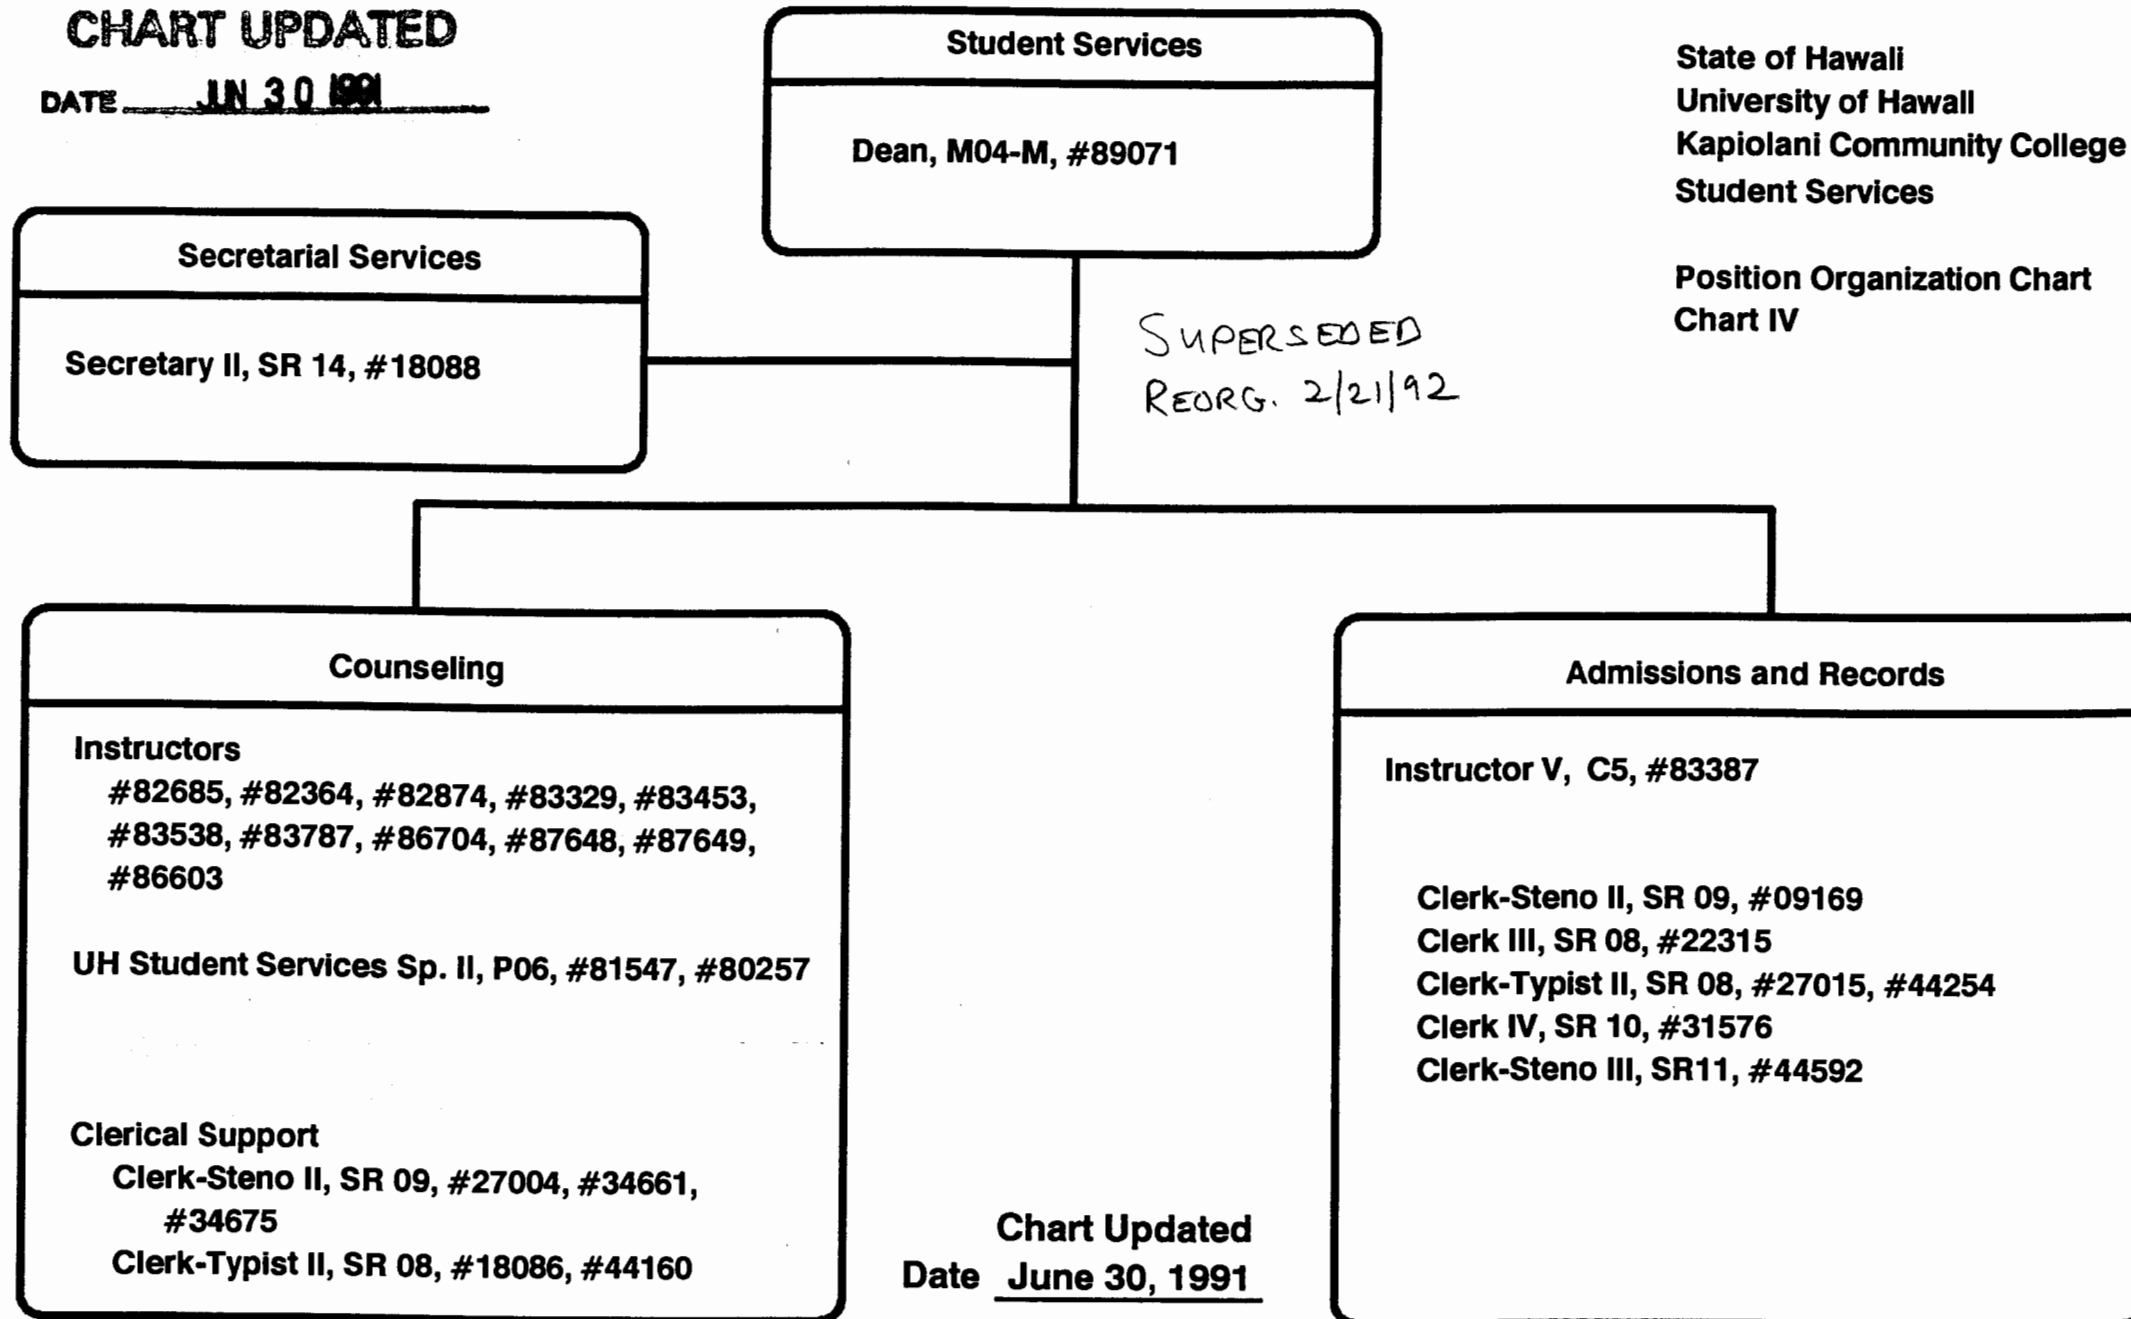 CHART UPDATED
DATE JUN 30 1991
Student Services
Dean, M04-M, #89071
State of Hawaii
University of Hawaii
Kapiolani Community College
Student Services
Position Organization Chart
Chart IV
Secretarial Services
Secretary II, SR 14, #18088
SUPERSEDED
REORG. 2/21/92
Counseling
Instructors
#82685, #82364, #82874, #83329, #83453,
#83538, #83787, #86704, #87648, #87649,
#86603
UH Student Services Sp. II, P06, #81547, #80257
Clerical Support
Clerk-Steno II, SR 09, #27004, #34661,
#34675
Clerk-Typist II, SR 08, #18086, #44160
Admissions and Records
Instructor V, C5, #83387
Clerk-Steno II, SR 09, #09169
Clerk III, SR 08, #22315
Clerk-Typist II, SR 08, #27015, #44254
Clerk IV, SR 10, #31576
Clerk-Steno III, SR11, #44592
Chart Updated
Date June 30, 1991